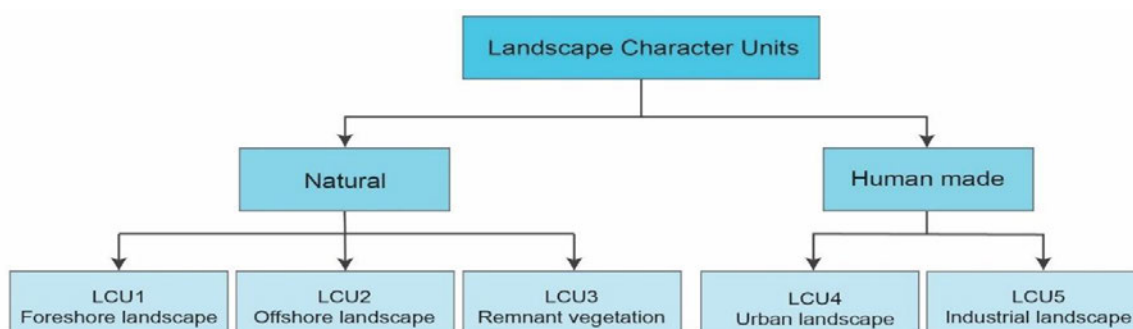 Landscape Character Units
Natural
Human made
LCU1
Foreshore landscape
LCU2
Offshore landscape
LCU3
Remnant vegetation
LCU4
Urban landscape
LCU5
Industrial landscape